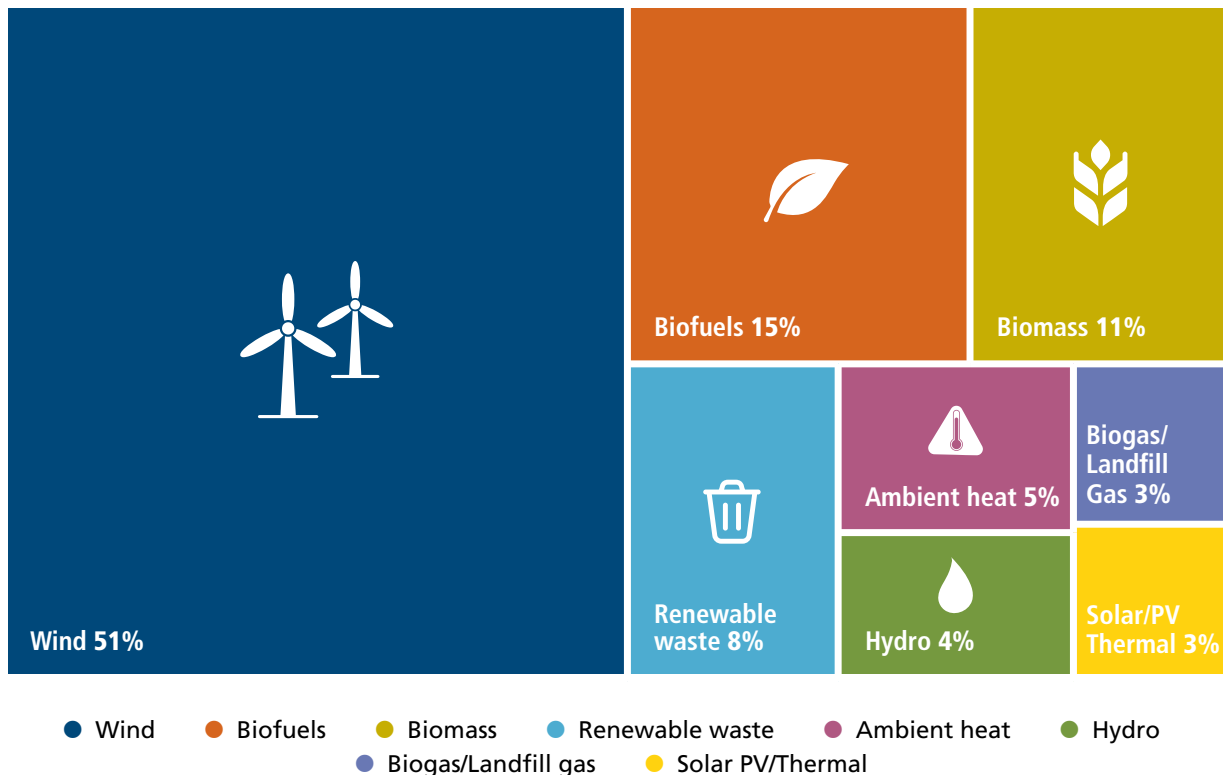 Biofuels 15%
Biomass 11%
Biogas/
Landfill
Gas 3%
Ambient heat 5%
Renewable
waste 8%
Wind 51%
Hydro 4%
Solar/PV
Thermal 3%
Wind
Biofuels
Biomass
Renewable waste
Ambient heat
Hydro
Biogas/Landfill gas
Solar PV/Thermal